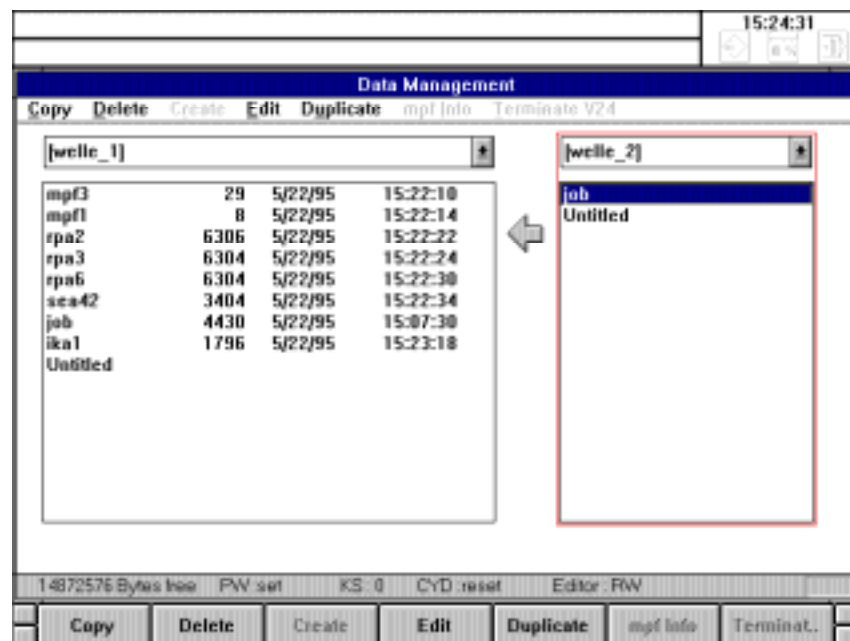 15:24:31
Data Management
Copy Delete Create Edit Duplicate mpf Info Terminate V24
[welle_1] [welle_2]
mpf3 29 5/22/95 15:22:10 job
mpf1 8 5/22/95 15:22:14 Untitled
rpa2 6306 5/22/95 15:22:22
rpa3 6304 5/22/95 15:22:24
rpa6 6304 5/22/95 15:22:30
sea42 3404 5/22/95 15:22:34
job 4430 5/22/95 15:07:30
ika1 1796 5/22/95 15:23:18
Untitled
14872576 Bytes free PW :set KS : 0 CYD :reset Editor : RW
Copy Delete Create Edit Duplicate mpf Info Terminat..